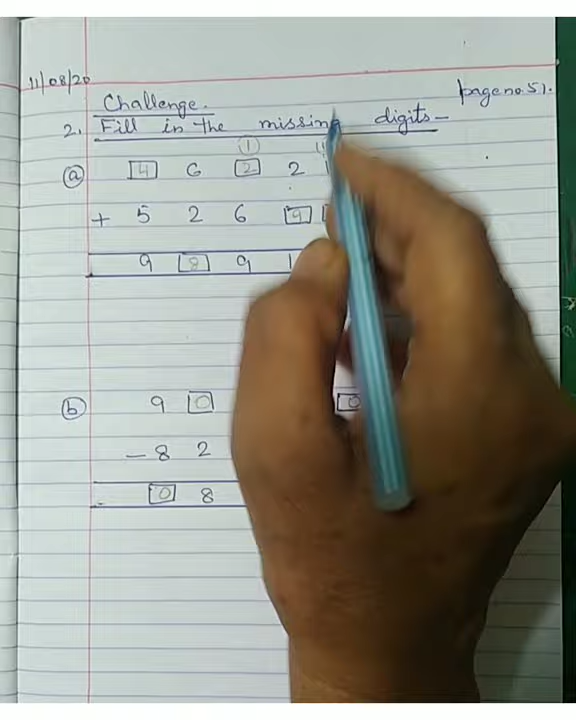 11/08/20
Challenge.
page no. 51.
2. Fill in the missing digits-
1
(a) 4 6 2 2 1
+ 5 2 6 9
9 8 9 1
(b) 9 0 0
- 8 2
0 8